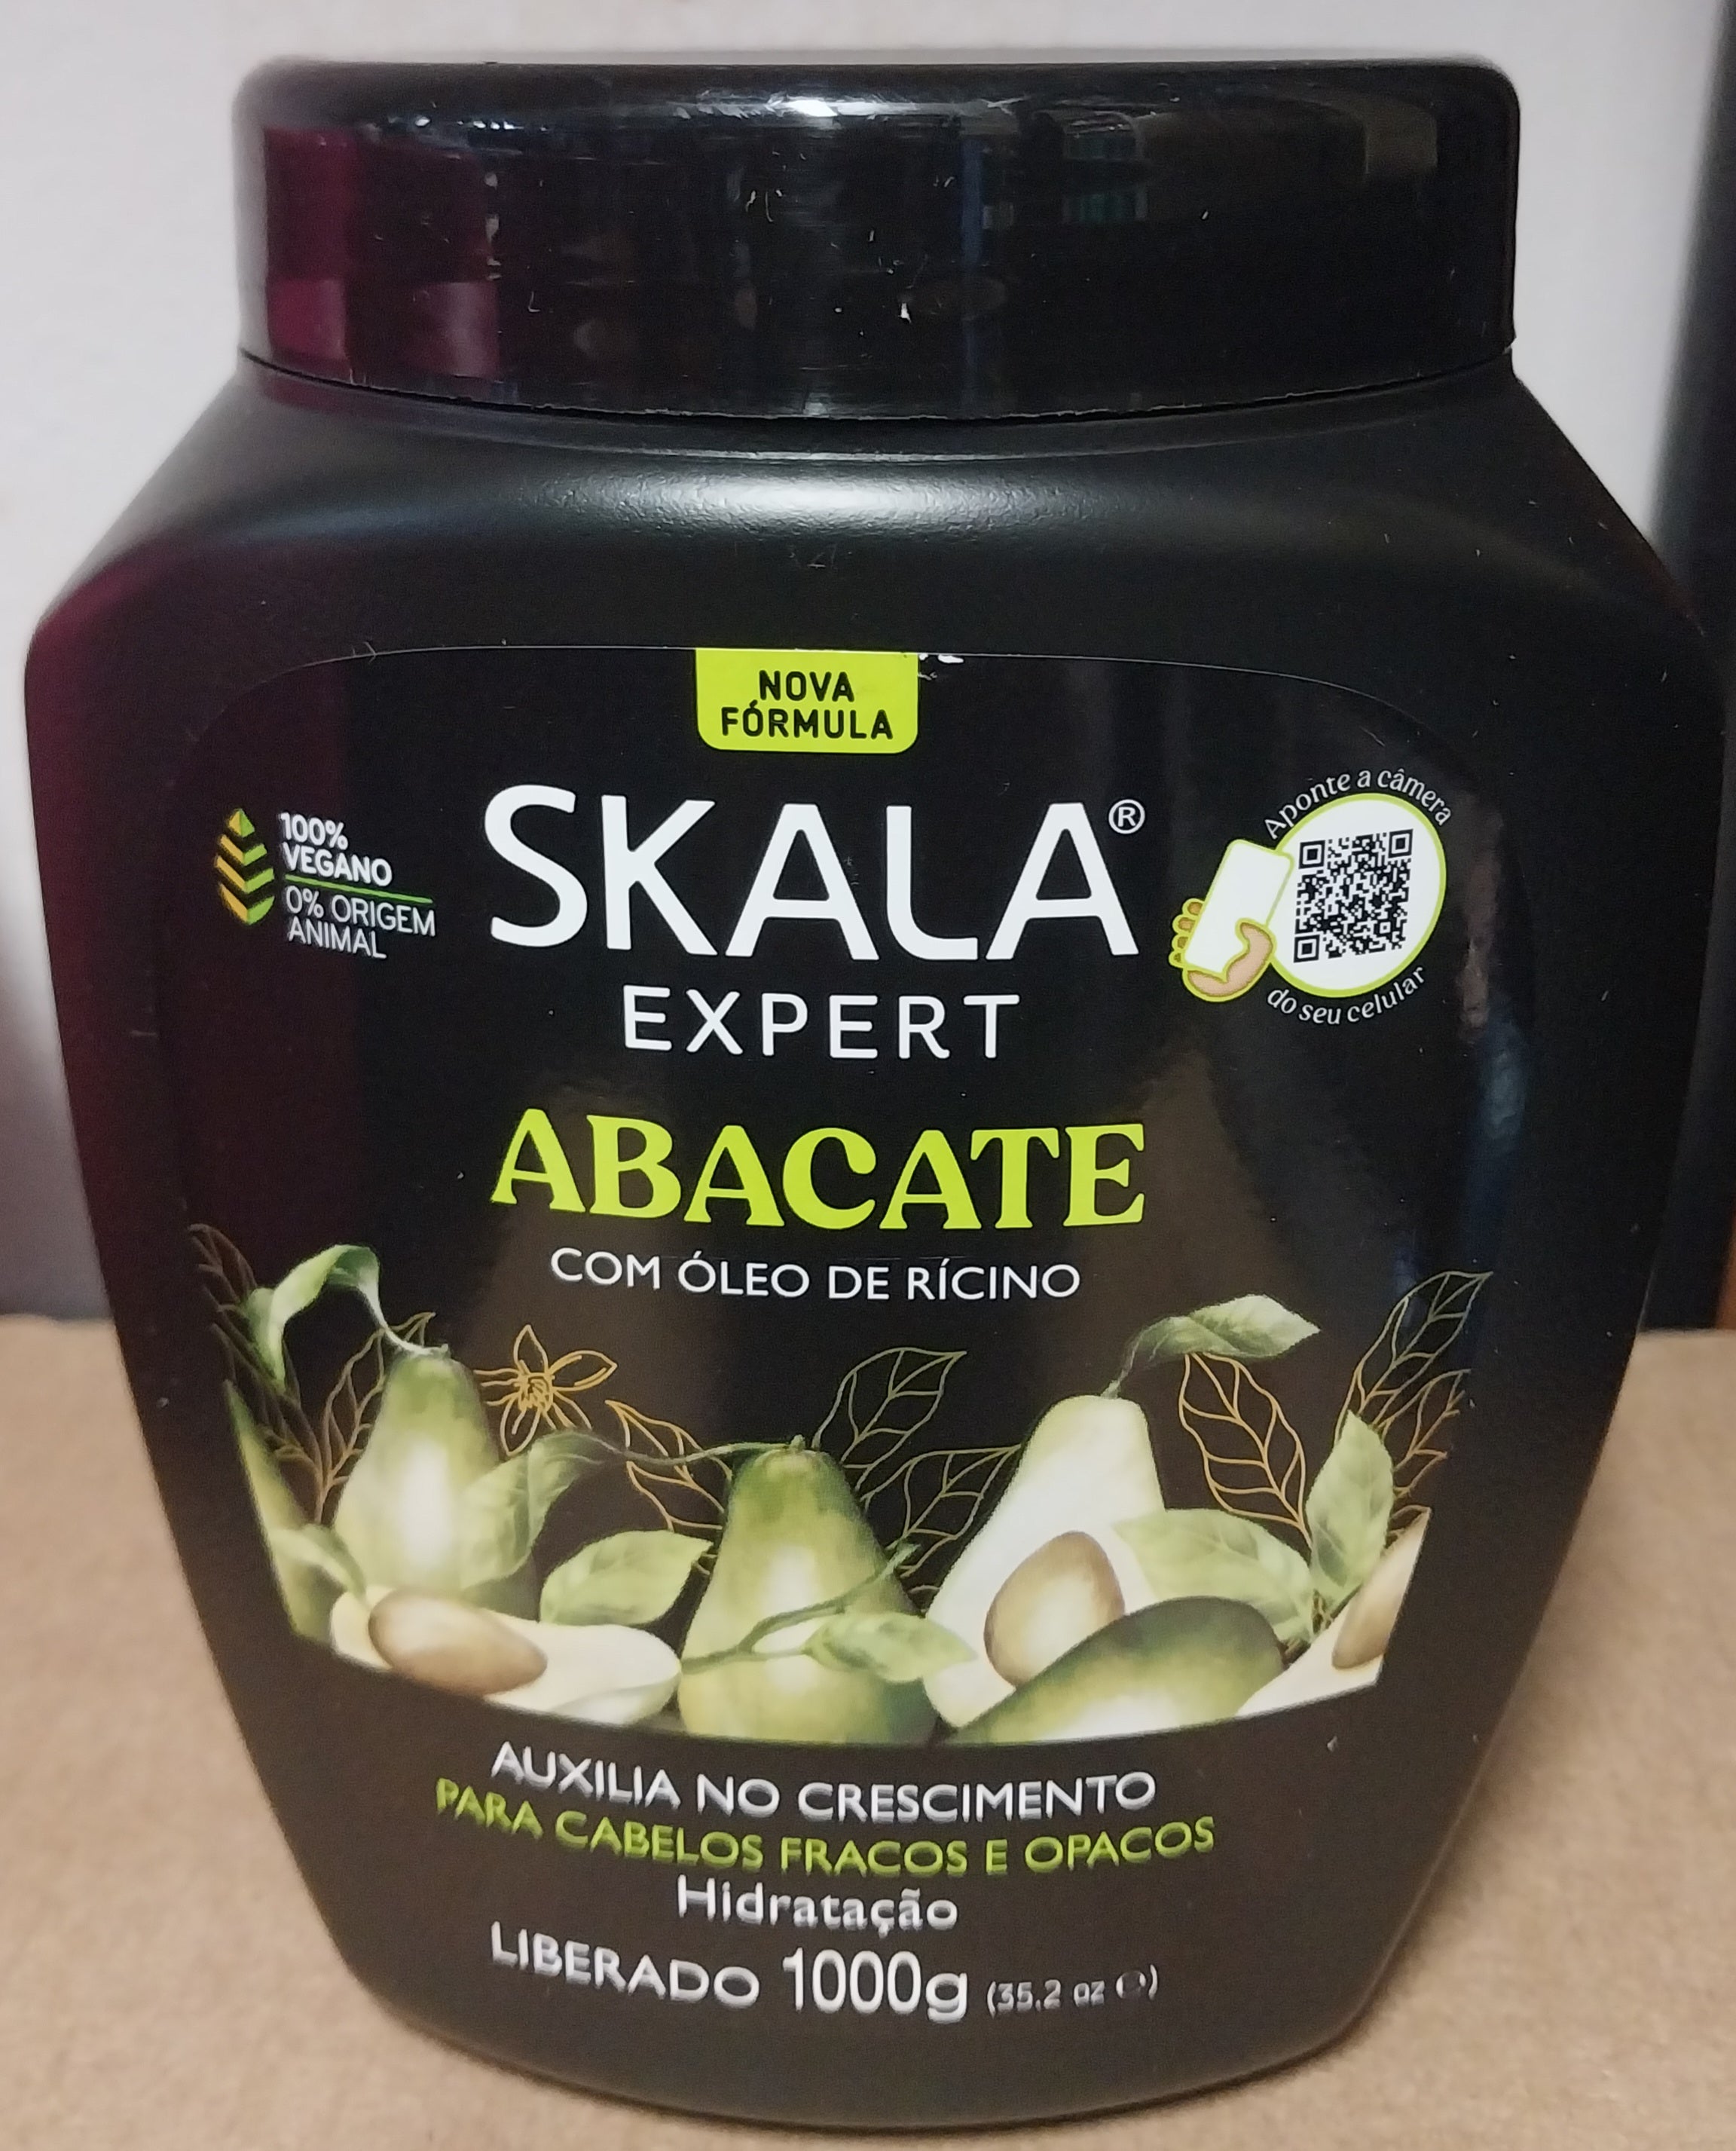 NOVA
FÓRMULA
100%
VEGANO
0% ORIGEM
ANIMAL
SKALA®
EXPERT
Aponte a câmera
do seu celular
ABACATE
COM ÓLEO DE RÍCINO
AUXILIA NO CRESCIMENTO
PARA CABELOS FRACOS E OPACOS
Hidratação
LIBERADO 1000g (35.2 oz ℮)